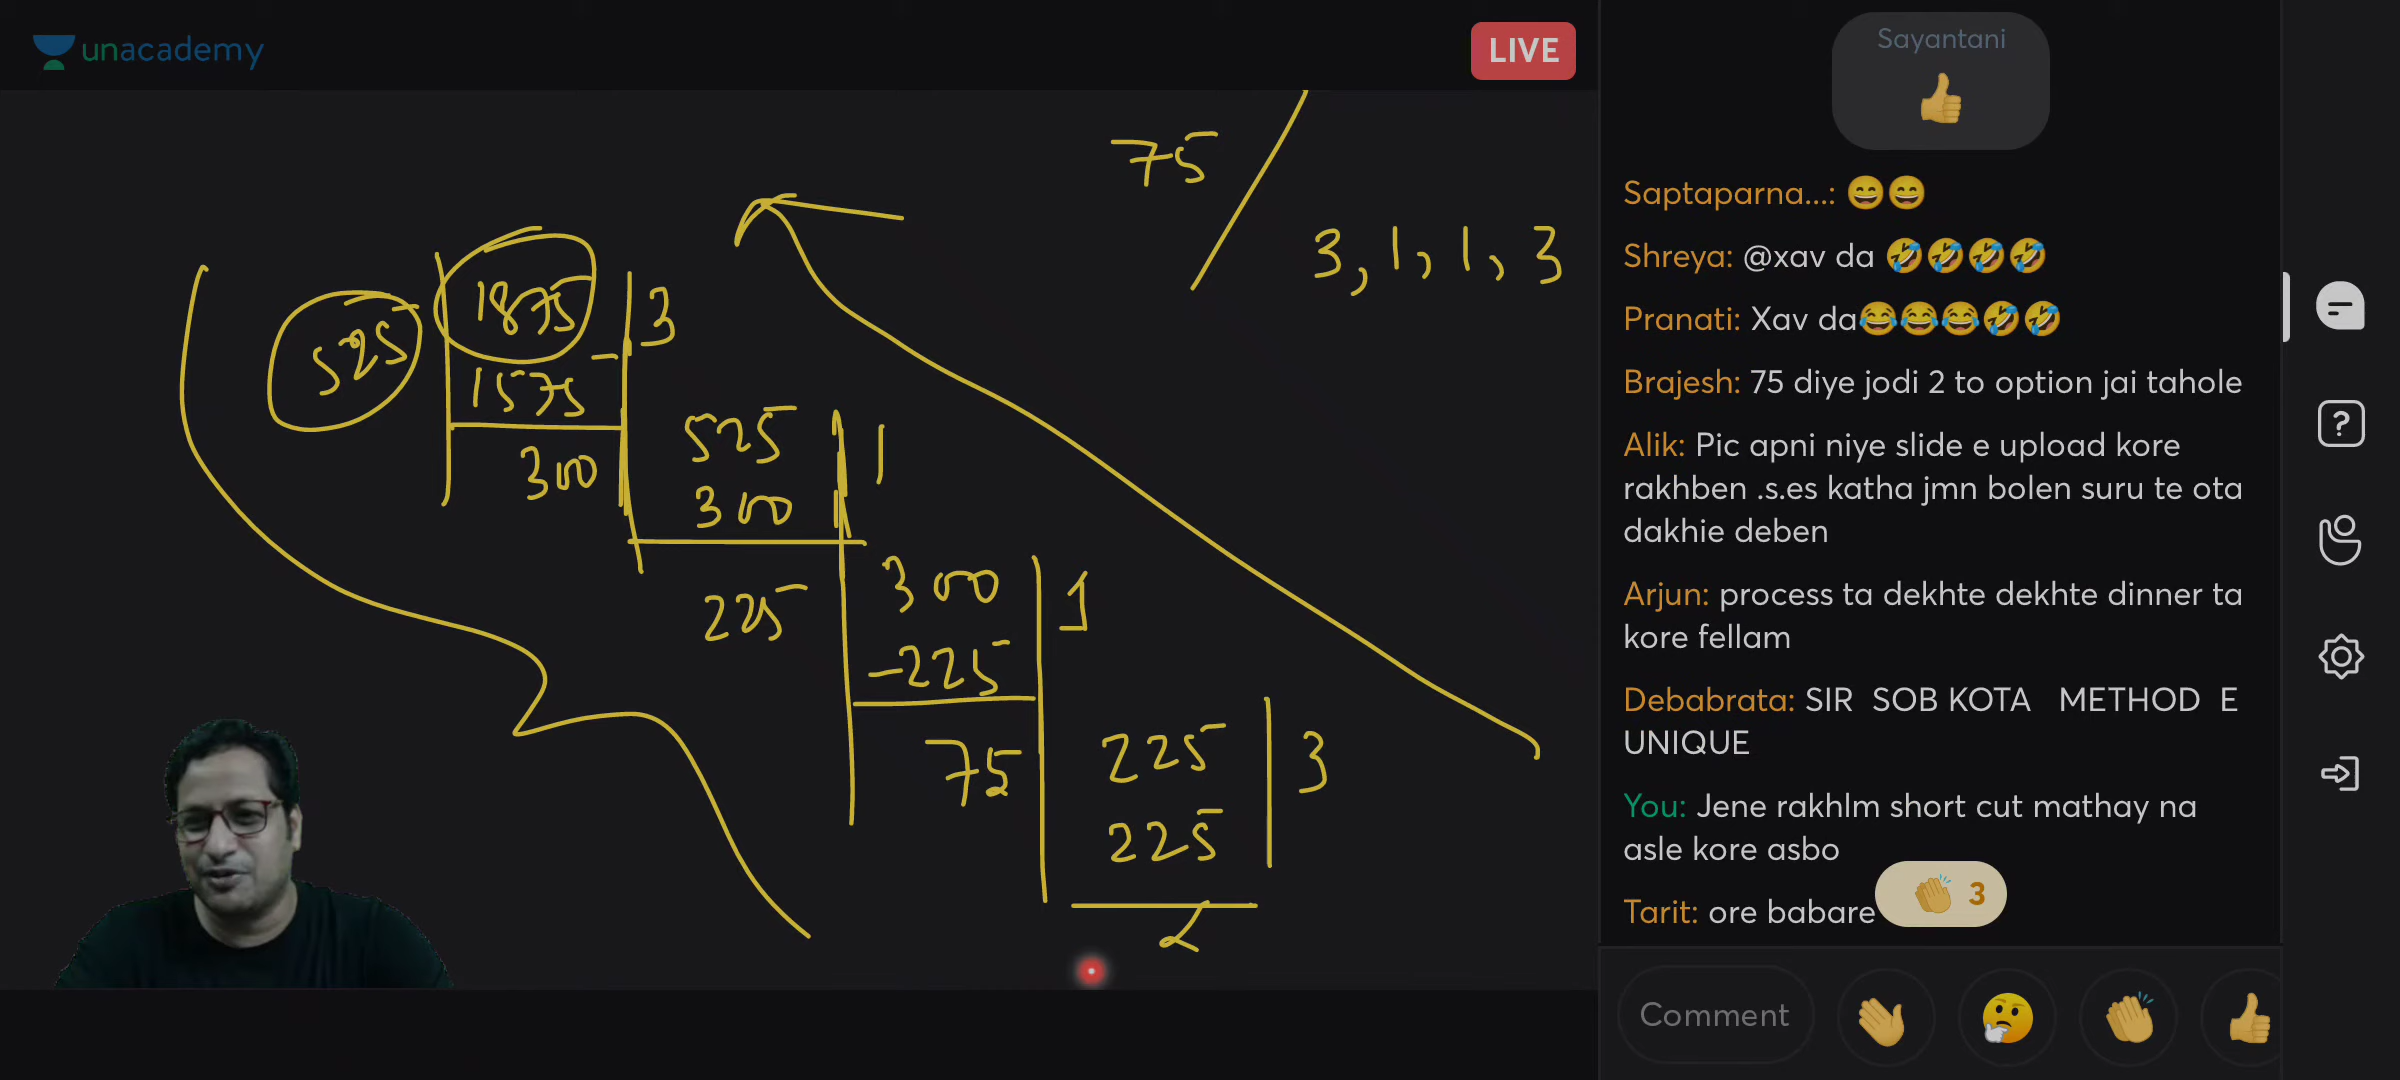 unacademy
LIVE
75
3, 1, 1, 3
525 1875 3
1575
300
525 1
300
225
300 1
-225
75
225 3
225
Sayantani
👍
Saptaparna...: 😄😄
Shreya: @xav da 🤣🤣🤣🤣
Pranati: Xav da😂😂😂🤣🤣
Brajesh: 75 diye jodi 2 to option jai tahole
Alik: Pic apni niye slide e upload kore
rakhben .s.es katha jmn bolen suru te ota
dakhie deben
Arjun: process ta dekhte dekhte dinner ta
kore fellam
Debabrata: SIR SOB KOTA METHOD E
UNIQUE
You: Jene rakhlm short cut mathay na
asle kore asbo
Tarit: ore babare
👏 3
Comment